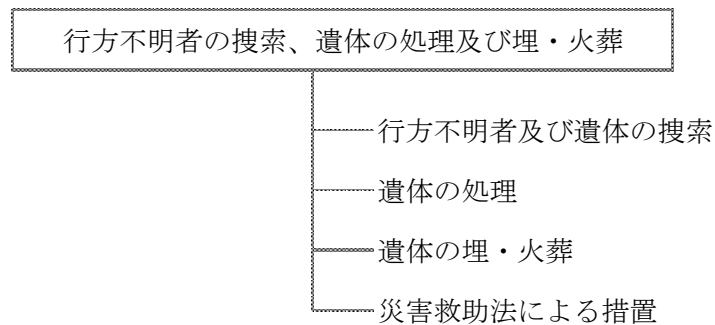 行方不明者の捜索、遺体の処理及び埋・火葬
行方不明者及び遺体の捜索
遺体の処理
遺体の埋・火葬
災害救助法による措置